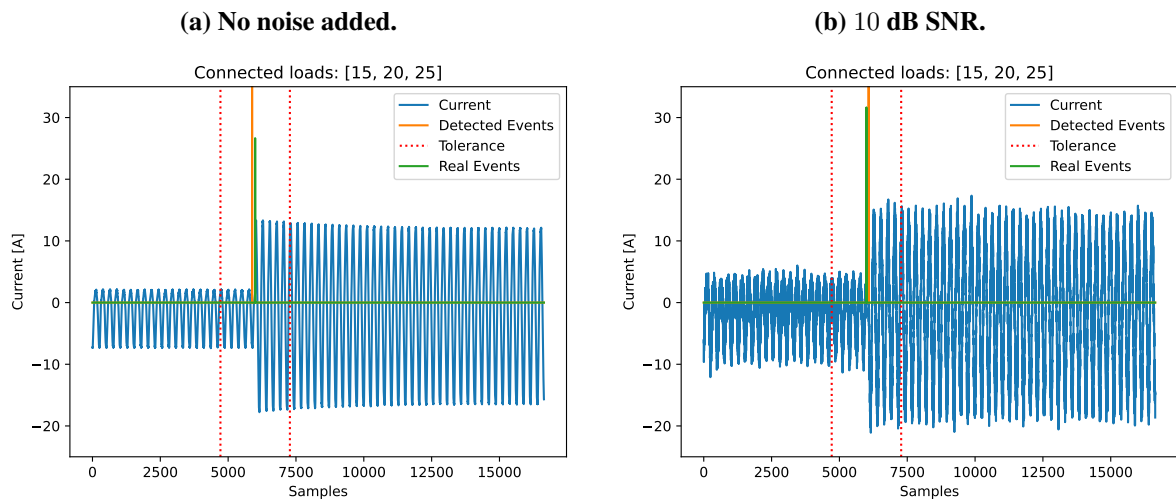 (a) No noise added.
Connected loads: [15, 20, 25]
Current
Detected Events
Tolerance
Real Events
30
20
10
0
−10
−20
Current [A]
0
2500
5000
7500
10000
12500
15000
Samples
(b) 10 dB SNR.
Connected loads: [15, 20, 25]
Current
Detected Events
Tolerance
Real Events
30
20
10
0
−10
−20
Current [A]
0
2500
5000
7500
10000
12500
15000
Samples